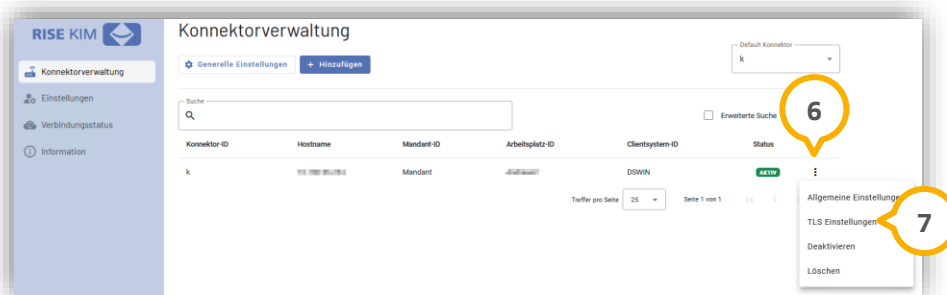 RISE KIM
Konnektorverwaltung
Einstellungen
Verbindungsstatus
Information
Konnektorverwaltung
Generelle Einstellungen
+ Hinzufügen
Default Konnektor
k
Suche
Erweiterte Suche
6
Konnektor-ID Hostname Mandant-ID Arbeitsplatz-ID Clientsystem-ID Status
k Mandant DSWIN AKTIV
Treffer pro Seite 25 Seite 1 von 1
Allgemeine Einstellungen
TLS Einstellungen
7
Deaktivieren
Löschen